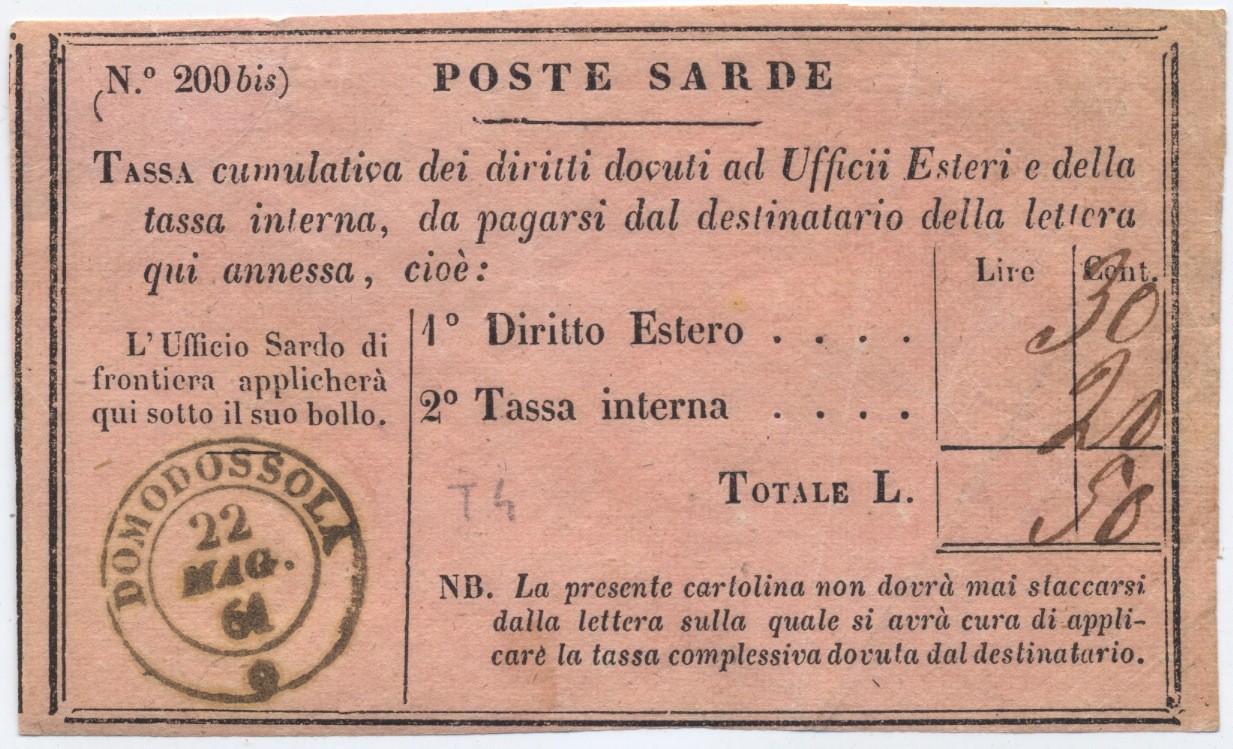 N.º 200 bis)
POSTE SARDE
TASSA cumulativa dei diritti dovuti ad Ufficii Esteri e della
tassa interna, da pagarsi dal destinatario della lettera
qui annessa, cioè:
Lire Cent.
L'Ufficio Sardo di
frontiera applicherà
qui sotto il suo bollo.
1º Diritto Estero . . . . 30
2º Tassa interna . . . . 20
TOTALE L. 50
T 4
DOMODOSSOLA
22
MAG.
61
9
NB. La presente cartolina non dovrà mai staccarsi
dalla lettera sulla quale si avrà cura di appli-
care la tassa complessiva dovuta dal destinatario.